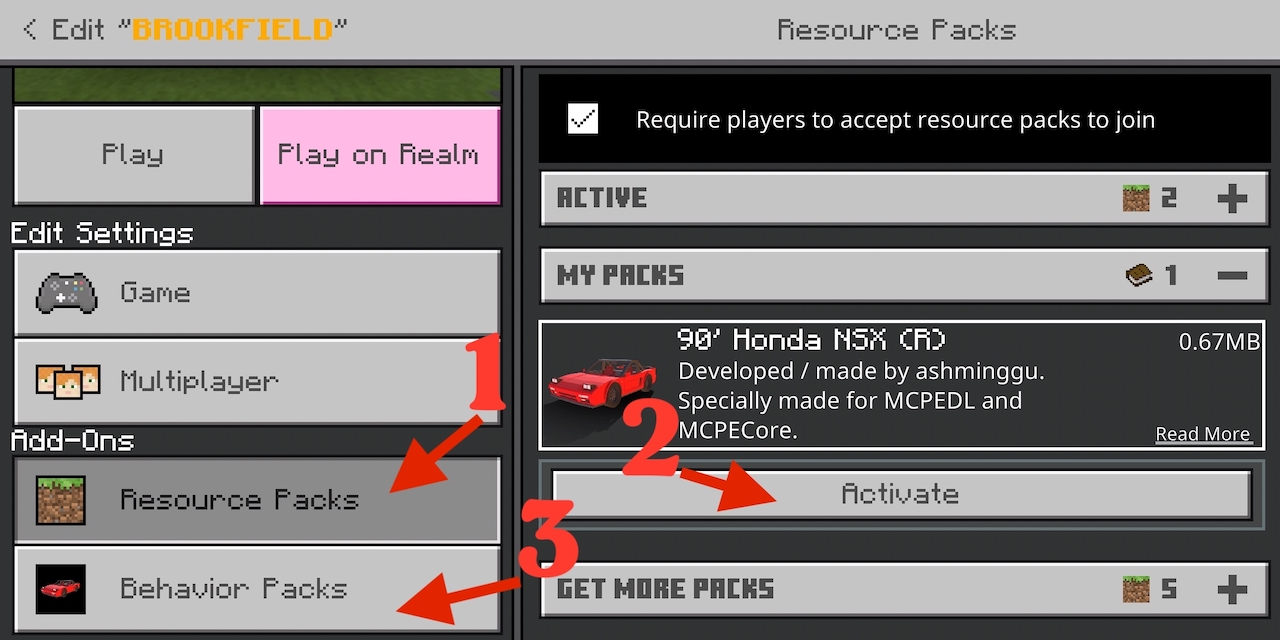 < Edit "BROOKFIELD"
Resource Packs
Play
Play on Realm
Edit Settings
Game
Multiplayer
Add-Ons
Resource Packs
Behavior Packs
Require players to accept resource packs to join
ACTIVE 2 +
MY PACKS 1 −
90' Honda NSX (R) 0.67MB
Developed / made by ashminggu.
Specially made for MCPEDL and
MCPECore.
Read More
Activate
GET MORE PACKS 5 +
1
2
3